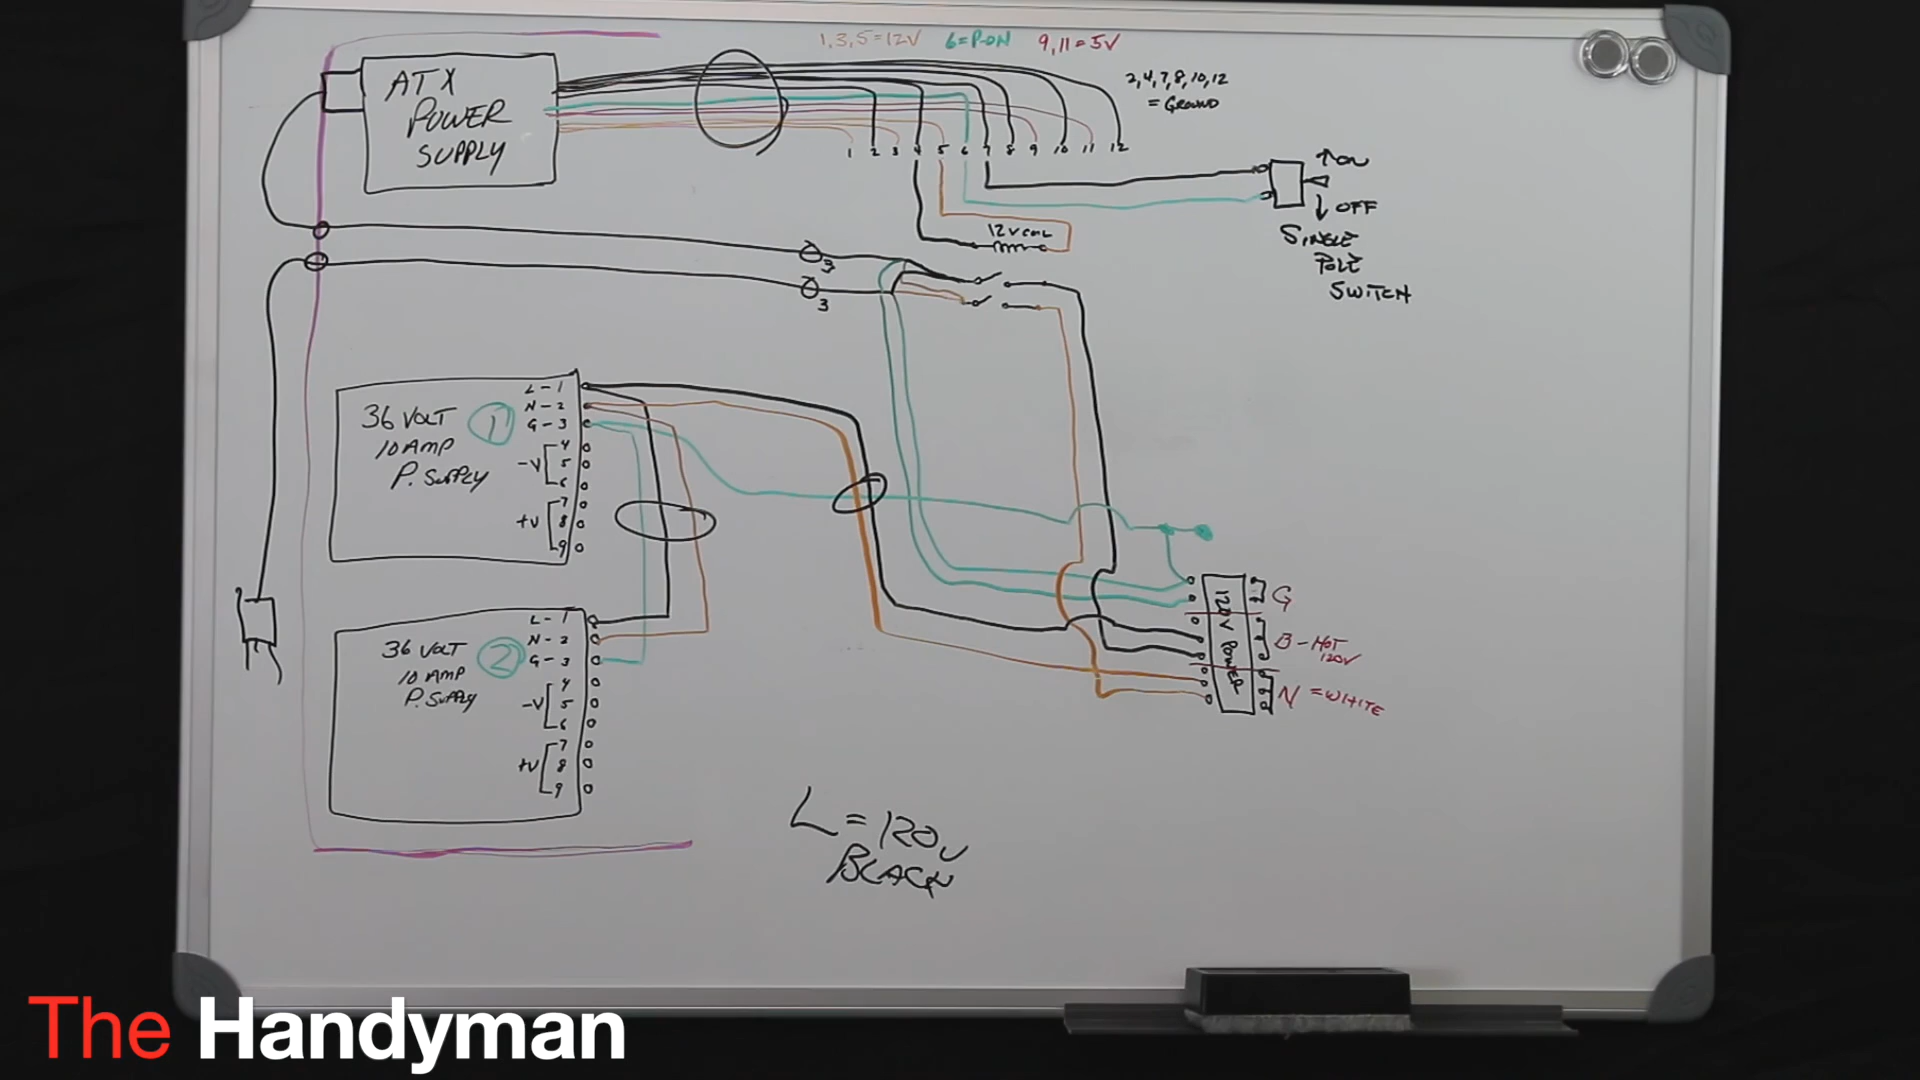 1,3,5=12V 6=P-ON 9,11=5V
2,4,7,8,10,12
= GROUND
ATX
POWER
SUPPLY
1 2 3 4 5 6 7 8 9 10 11 12
↑ON
↓ OFF
SINGLE
POLE
SWITCH
12V COIL
3
3
36 VOLT
10 AMP
P. SUPPLY
1
L - 1
N - 2
G - 3
4
-V 5
6
7
+V 8
9
36 VOLT
10 AMP
P. SUPPLY
2
L - 1
N - 2
G - 3
4
-V 5
6
7
+V 8
9
120V POWER
G
B - HOT
120V
N = WHITE
L = 120V
BLACK
The Handyman